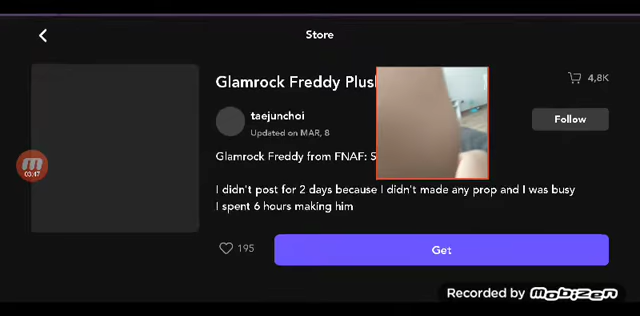 Store
Glamrock Freddy Plus
4,8K
taejunchoi
Follow
Updated on MAR, 8
Glamrock Freddy from FNAF: S
03:47
I didn't post for 2 days because I didn't made any prop and I was busy
I spent 6 hours making him
195
Get
Recorded by mobizen